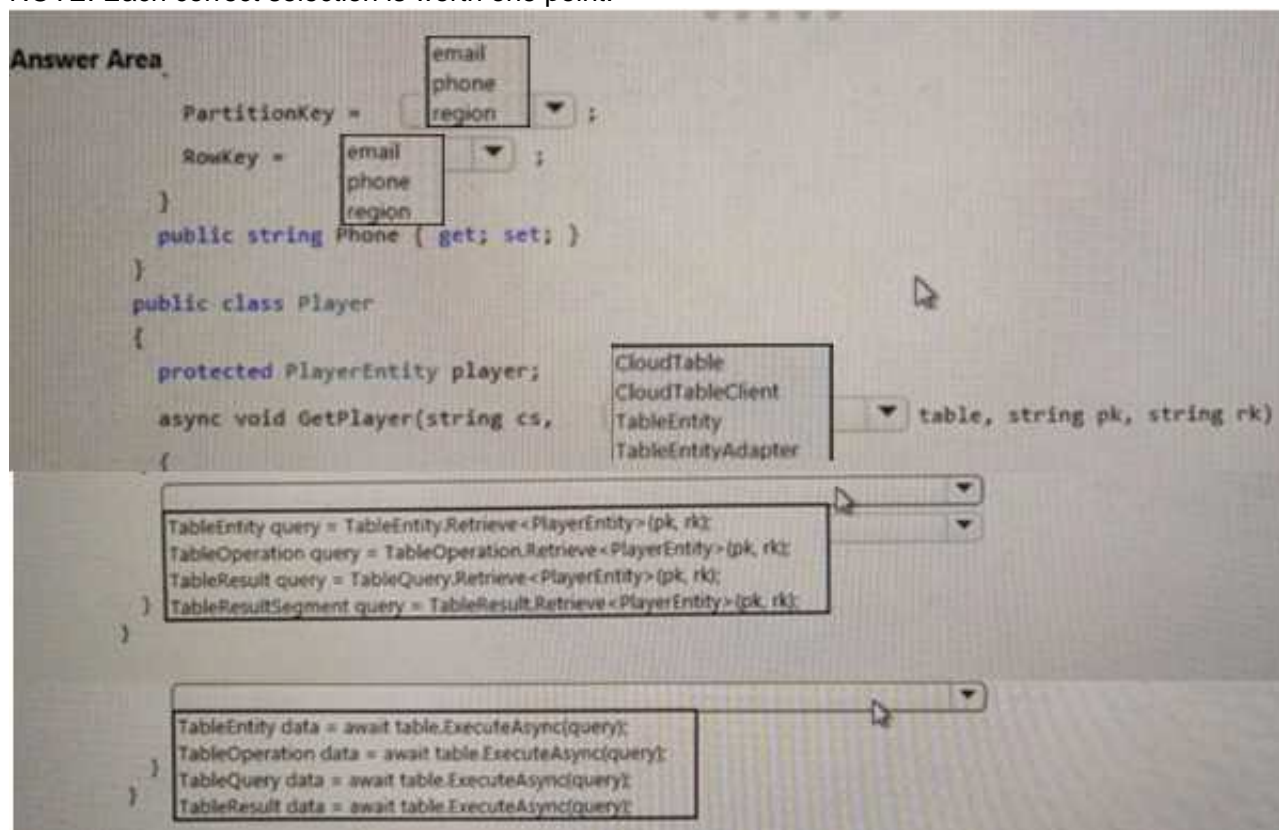 NOTE: Each correct selection is worth one point.
Answer Area
email
phone
PartitionKey = region ;
RowKey = email ;
phone
}
region
public string Phone { get; set; }
}
public class Player
{
protected PlayerEntity player;
CloudTable
CloudTableClient
async void GetPlayer(string cs, TableEntity table, string pk, string rk)
TableEntityAdapter
{
TableEntity query = TableEntity.Retrieve<PlayerEntity>(pk, rk);
TableOperation query = TableOperation.Retrieve<PlayerEntity>(pk, rk);
TableResult query = TableQuery.Retrieve<PlayerEntity>(pk, rk);
} TableResultSegment query = TableResult.Retrieve<PlayerEntity>(pk, rk);
}
TableEntity data = await table.ExecuteAsync(query);
TableOperation data = await table.ExecuteAsync(query);
} TableQuery data = await table.ExecuteAsync(query);
} TableResult data = await table.ExecuteAsync(query);